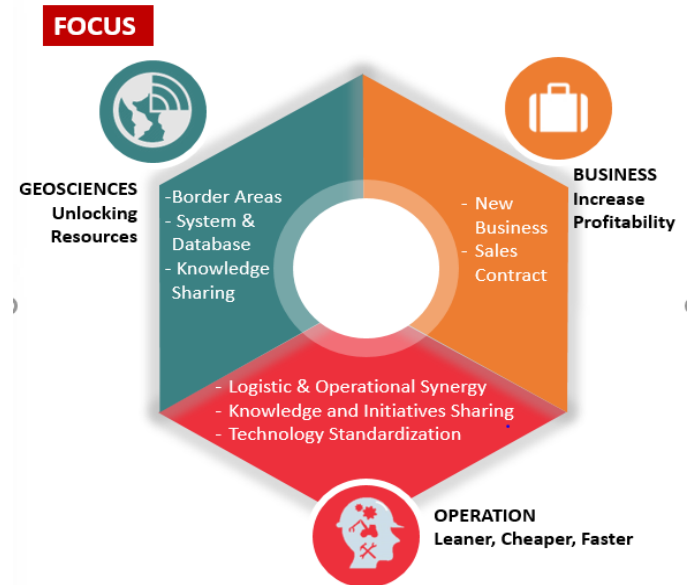 FOCUS
GEOSCIENCES
Unlocking
Resources
-Border Areas
- System &
Database
- Knowledge
Sharing
BUSINESS
Increase
Profitability
- New
Business
- Sales
Contract
- Logistic & Operational Synergy
- Knowledge and Initiatives Sharing
- Technology Standardization
OPERATION
Leaner, Cheaper, Faster